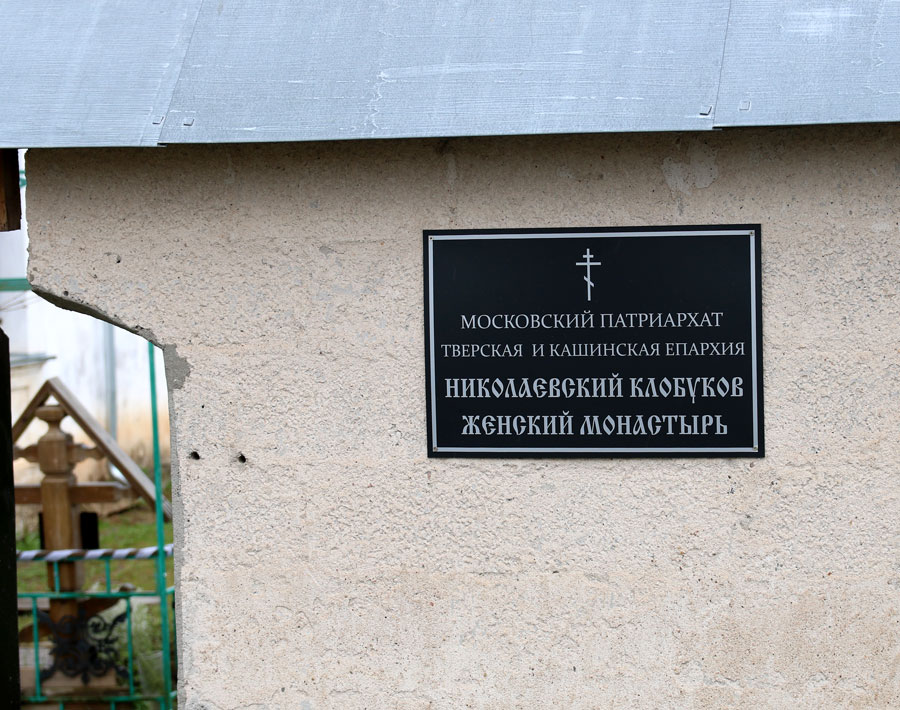 МОСКОВСКИЙ ПАТРИАРХАТ
ТВЕРСКАЯ И КАШИНСКАЯ ЕПАРХИЯ
НИКОЛАЕВСКИЙ КЛОБУКОВ
ЖЕНСКИЙ МОНАСТЫРЬ